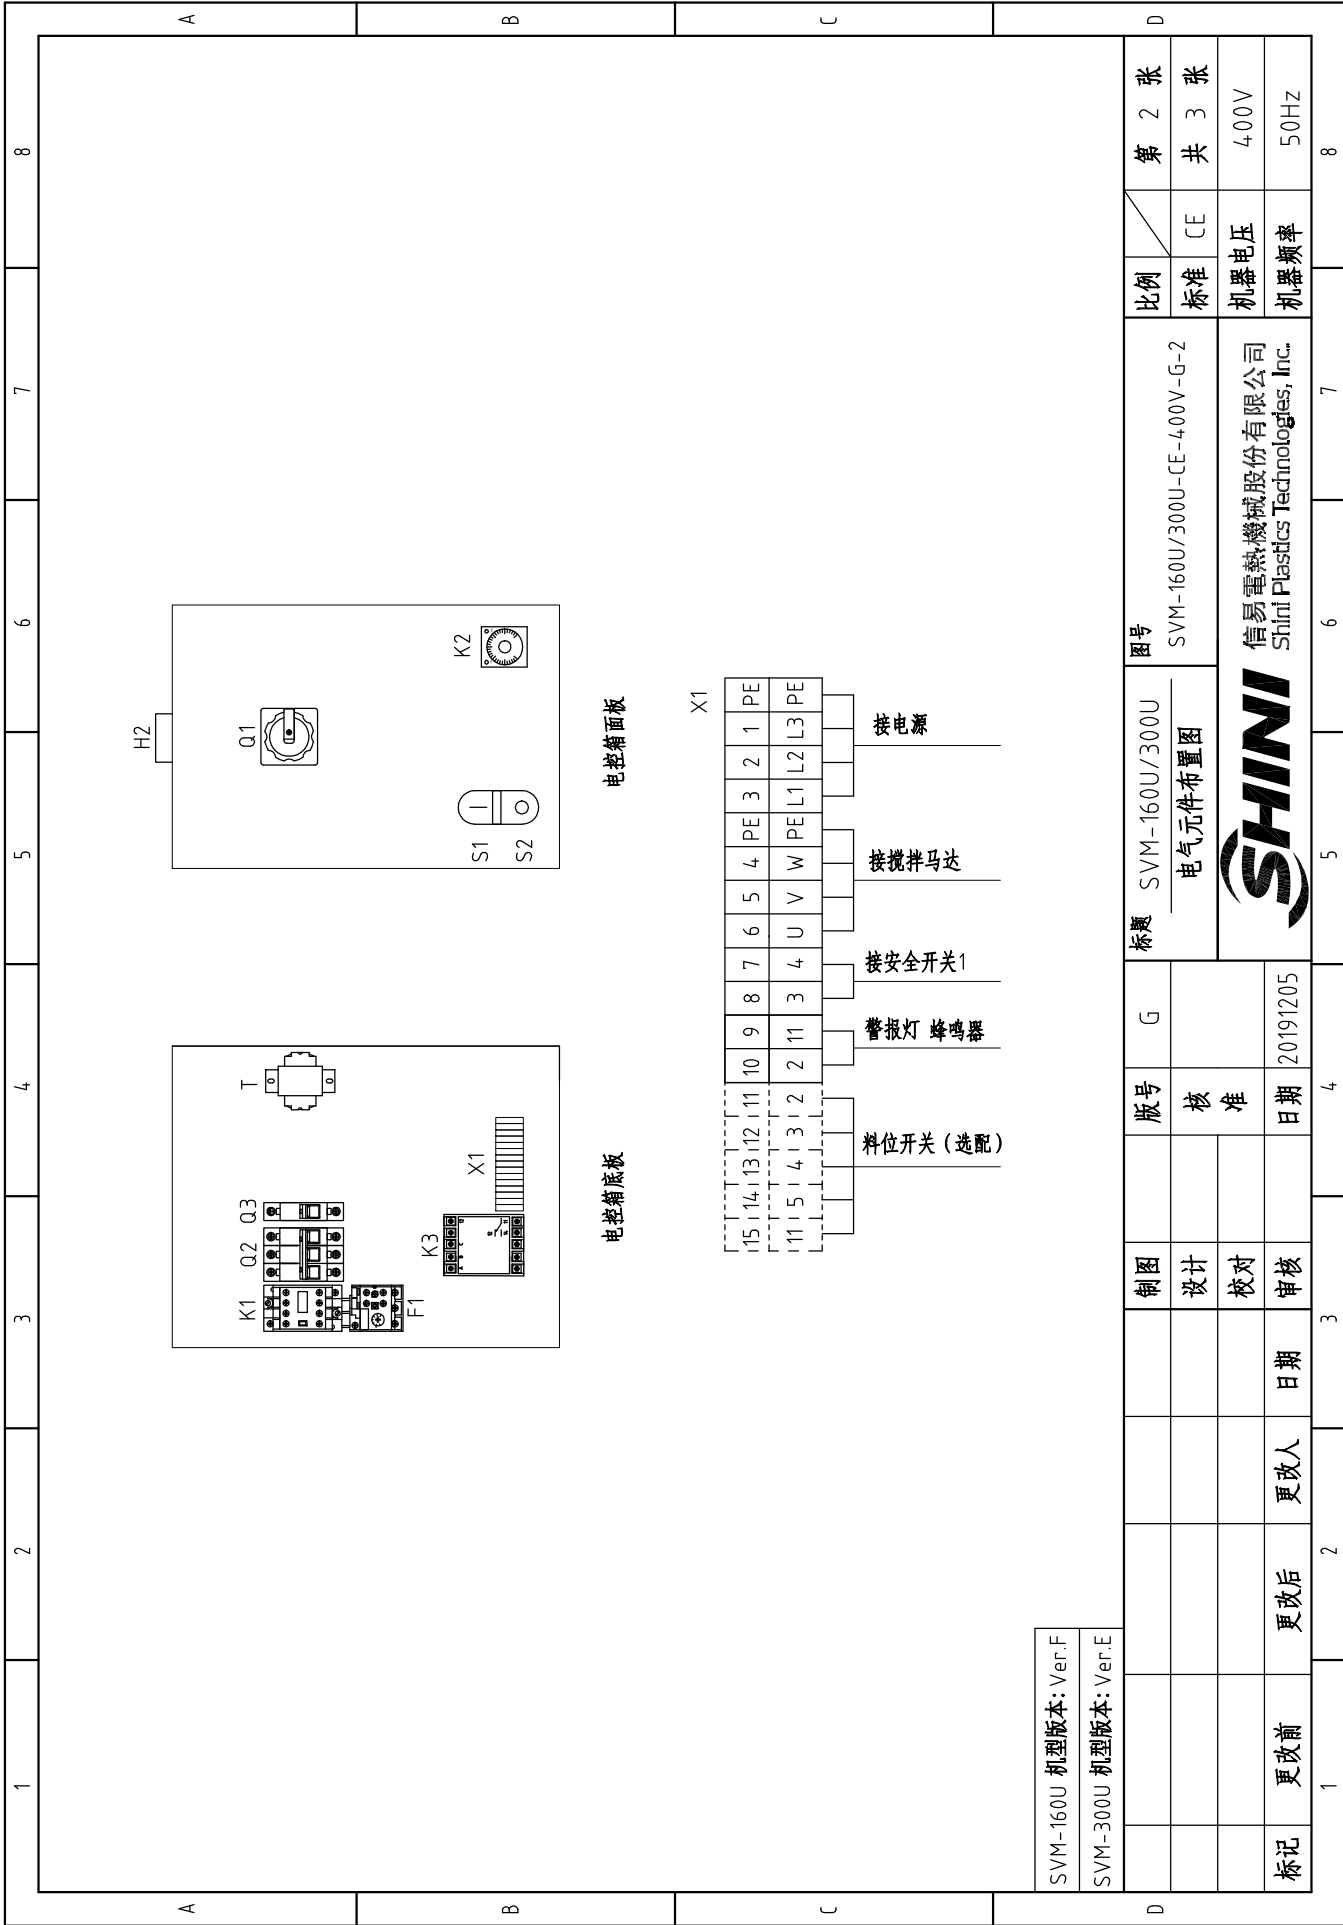 1 2 3 4 5 6 7 8
A
B
C
D
A
B
C
D
K1 Q2 Q3 T
F1 K3 X1
电控箱底板
H2
Q1
S1
S2
K2
电控箱面板
X1
15 14 13 12 11 10 9 8 7 6 5 4 PE 3 2 1 PE
11 5 4 3 2 2 11 3 4 U V W PE L1 L2 L3 PE
料位开关（选配）
警报灯 蜂鸣器
接安全开关1
接搅拌马达
接电源
SVM-160U 机型版本: Ver.F
SVM-300U 机型版本: Ver.E
标记 更改前 更改后 更改人 日期
制图
设计
校对
审核
版号 G
核准
日期 20191205
标题 SVM-160U/300U
电气元件布置图
图号
SVM-160U/300U-CE-400V-G-2
SHINI
信易電熱機械股份有限公司
Shini Plastics Technologies, Inc.
比例 第 2 张
标准 CE 共 3 张
机器电压 400V
机器频率 50Hz
1 2 3 4 5 6 7 8